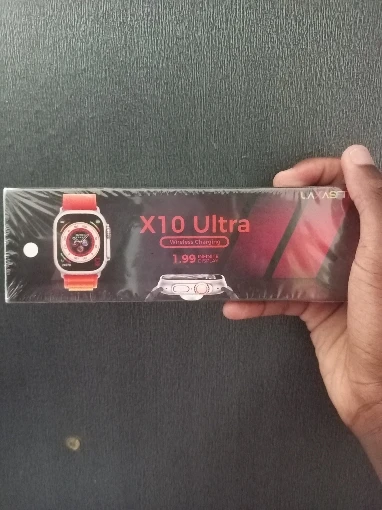 X10 Ultra
Wireless Charging
1.99